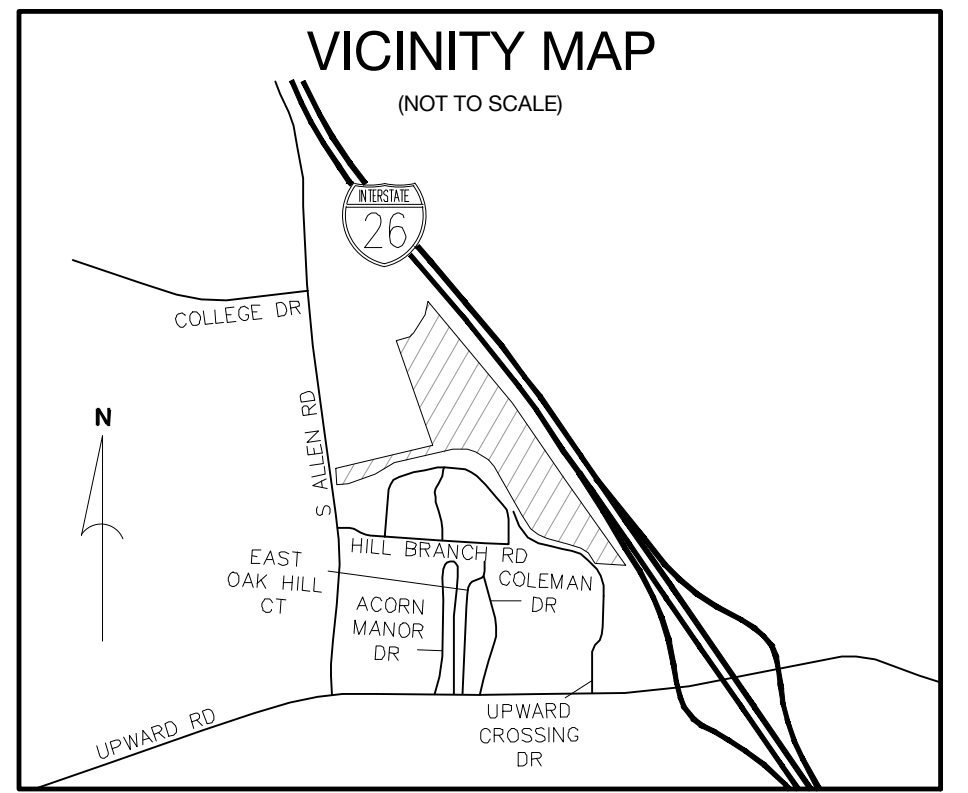 VICINITY MAP
(NOT TO SCALE)
INTERSTATE
26
COLLEGE DR
N
S ALLEN RD
HILL BRANCH RD
EAST
OAK HILL
CT
COLEMAN
DR
ACORN
MANOR
DR
UPWARD
CROSSING
DR
UPWARD RD